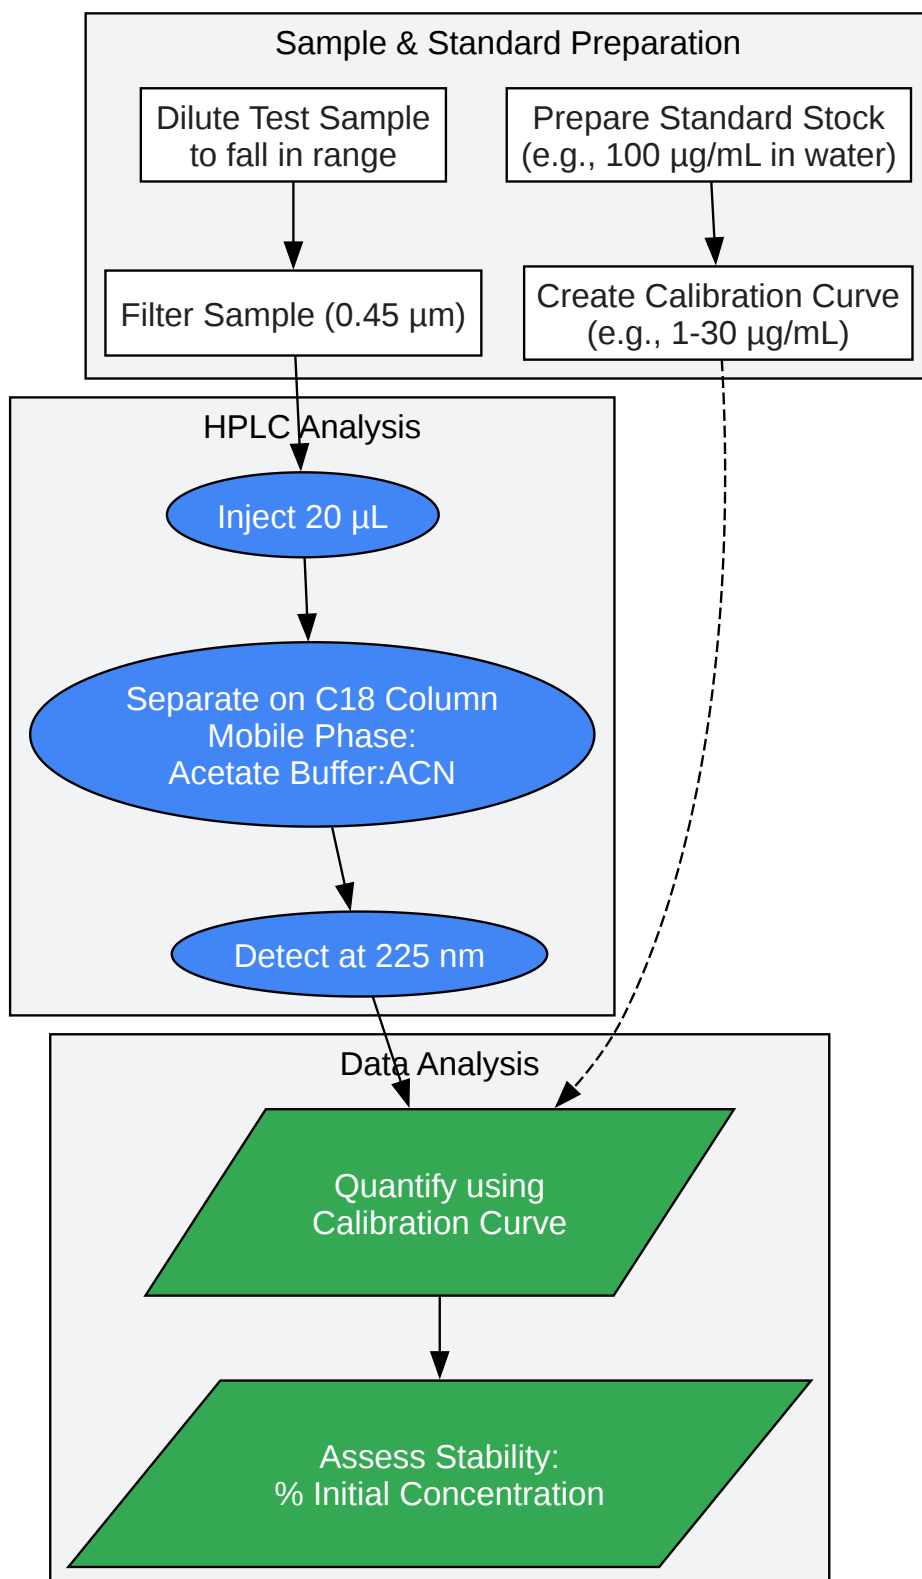 Sample & Standard Preparation
Dilute Test Sample
to fall in range
Prepare Standard Stock
(e.g., 100 µg/mL in water)
Filter Sample (0.45 µm)
Create Calibration Curve
(e.g., 1-30 µg/mL)
HPLC Analysis
Inject 20 µL
Separate on C18 Column
Mobile Phase:
Acetate Buffer:ACN
Detect at 225 nm
Data Analysis
Quantify using
Calibration Curve
Assess Stability:
% Initial Concentration